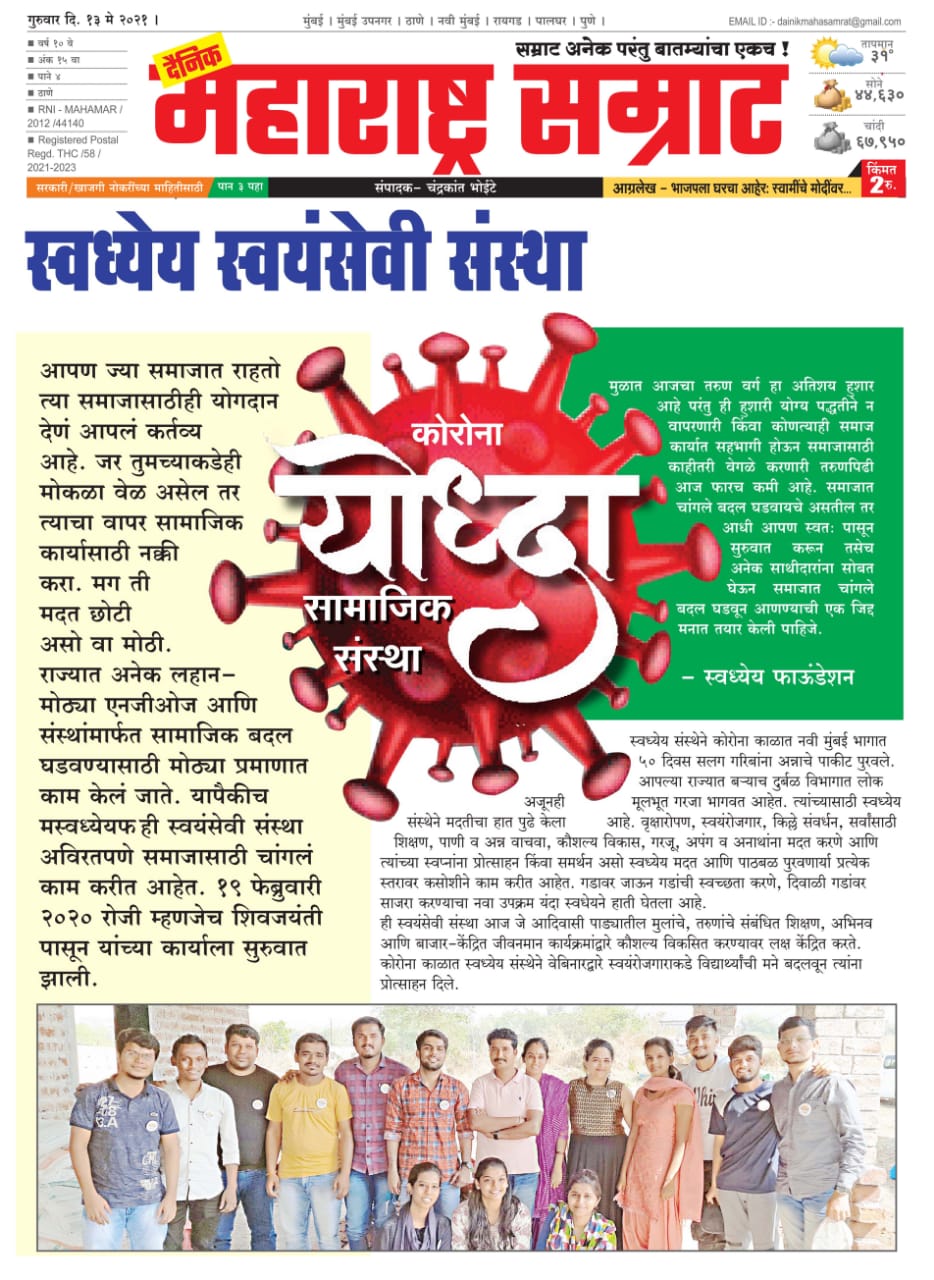 गुरुवार दि. १३ मे २०२१ ।
मुंबई । मुंबई उपनगर । ठाणे । नवी मुंबई । रायगड । पालघर । पुणे ।
EMAIL ID :- dainikmahasamrat@gmail.com
■ वर्ष १० वे
■ अंक १५ वा
■ पाने ४
■ ठाणे
■ RNI - MAHAMAR /
2012 /44140
■ Registered Postal
Regd. THC /58 /
2021-2023
सम्राट अनेक परंतु बातम्यांचा एकच !
दैनिक
महाराष्ट्र सम्राट
तापमान
३१°
सोने
४४,६३०
चांदी
६७,९५०
सरकारी/खाजगी नोकरींच्या माहितीसाठी
पान ३ पहा
संपादक- चंद्रकांत भोईटे
आग्रलेख - भाजपला घरचा आहेर: स्वामींचे मोदींवर...
किंमत
2रु.
स्वध्येय स्वयंसेवी संस्था
आपण ज्या समाजात राहतो
त्या समाजासाठीही योगदान
देणं आपलं कर्तव्य
आहे. जर तुमच्याकडेही
मोकळा वेळ असेल तर
त्याचा वापर सामाजिक
कार्यासाठी नक्की
करा. मग ती
मदत छोटी
असो वा मोठी.
राज्यात अनेक लहान-
मोठ्या एनजीओज आणि
संस्थांमार्फत सामाजिक बदल
घडवण्यासाठी मोठ्या प्रमाणात
काम केलं जाते. यापैकीच
मस्वध्येयफ ही स्वयंसेवी संस्था
अविरतपणे समाजासाठी चांगलं
काम करीत आहेत. १९ फेब्रुवारी
२०२० रोजी म्हणजेच शिवजयंती
पासून यांच्या कार्याला सुरुवात
झाली.
कोरोना
योध्दा
सामाजिक
संस्था
मुळात आजचा तरुण वर्ग हा अतिशय हुशार
आहे परंतु ही हुशारी योग्य पद्धतीने न
वापरणारी किंवा कोणत्याही समाज
कार्यात सहभागी होऊन समाजासाठी
काहीतरी वेगळे करणारी तरुणपिढी
आज फारच कमी आहे. समाजात
चांगले बदल घडवायचे असतील तर
आधी आपण स्वतः पासून
सुरुवात करून तसेच
अनेक साथीदारांना सोबत
घेऊन समाजात चांगले
बदल घडवून आणण्याची एक जिद्द
मनात तयार केली पाहिजे.
- स्वध्येय फाऊंडेशन
स्वध्येय संस्थेने कोरोना काळात नवी मुंबई भागात
५० दिवस सलग गरिबांना अन्नाचे पाकीट पुरवले.
आपल्या राज्यात बऱ्याच दुर्बळ विभागात लोक
अजूनही मूलभूत गरजा भागवत आहेत. त्यांच्यासाठी स्वध्येय
संस्थेने मदतीचा हात पुढे केला आहे. वृक्षारोपण, स्वयंरोजगार, किल्ले संवर्धन, सर्वांसाठी
शिक्षण, पाणी व अन्न वाचवा, कौशल्य विकास, गरजू, अपंग व अनाथांना मदत करणे आणि
त्यांच्या स्वप्नांना प्रोत्साहन किंवा समर्थन असो स्वध्येय मदत आणि पाठबळ पुरवणार्या प्रत्येक
स्तरावर कसोशीने काम करीत आहेत. गडावर जाऊन गडांची स्वच्छता करणे, दिवाळी गडांवर
साजरा करण्याचा नवा उपक्रम यंदा स्वधेयने हाती घेतला आहे.
ही स्वयंसेवी संस्था आज जे आदिवासी पाड्यातील मुलांचे, तरुणांचे संबंधित शिक्षण, अभिनव
आणि बाजार-केंद्रित जीवनमान कार्यक्रमांद्वारे कौशल्य विकसित करण्यावर लक्ष केंद्रित करते.
कोरोना काळात स्वध्येय संस्थेने वेबिनारद्वारे स्वयंरोजगाराकडे विद्यार्थ्यांची मने बदलवून त्यांना
प्रोत्साहन दिले.